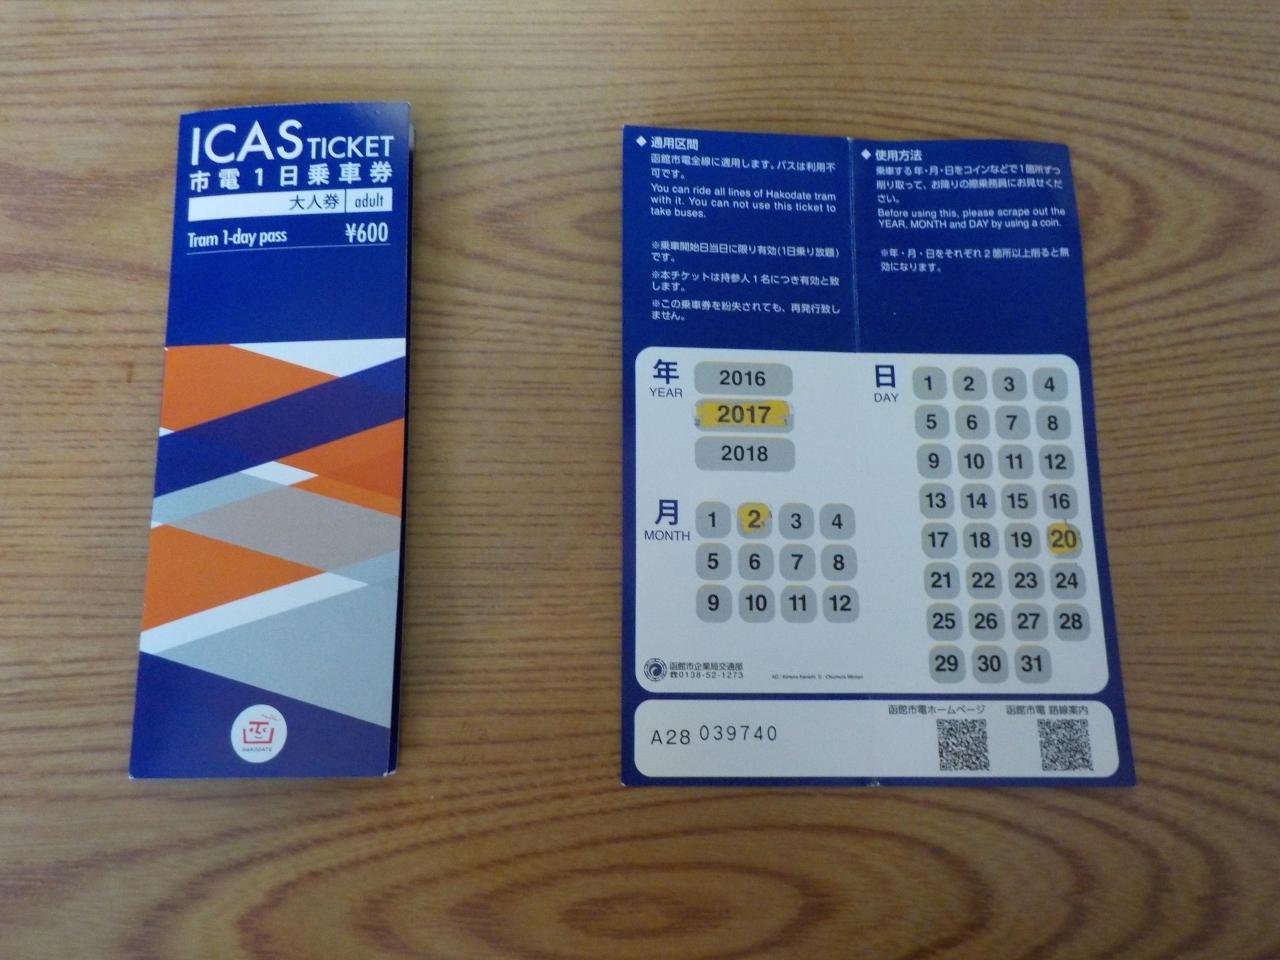 ICAS TICKET
市電1日乗車券
大人券 adult
Tram 1-day pass ¥600
HAKODATE
◆通用区間
函館市電全線に適用します。バスは利用不
可です。
You can ride all lines of Hakodate tram
with it. You can not use this ticket to
take buses.
※乗車開始日当日に限り有効(1日乗り放題)
です。
※本チケットは持参人1名につき有効と致
します。
※この乗車券を紛失されても、再発行致し
ません。
◆使用方法
乗車する年・月・日をコインなどで1箇所ずつ
削り取って、お降りの際乗務員にお見せくだ
さい。
Before using this, please scrape out the
YEAR, MONTH and DAY by using a coin.
※年・月・日をそれぞれ2箇所以上削ると無
効になります。
年
YEAR
2016
2017
2018
月
MONTH
1 2 3 4
5 6 7 8
9 10 11 12
日
DAY
1 2 3 4
5 6 7 8
9 10 11 12
13 14 15 16
17 18 19 20
21 22 23 24
25 26 27 28
29 30 31
函館市企業局交通部
☎0138-52-1273
A28 039740
函館市電ホームページ
函館市電 路線案内